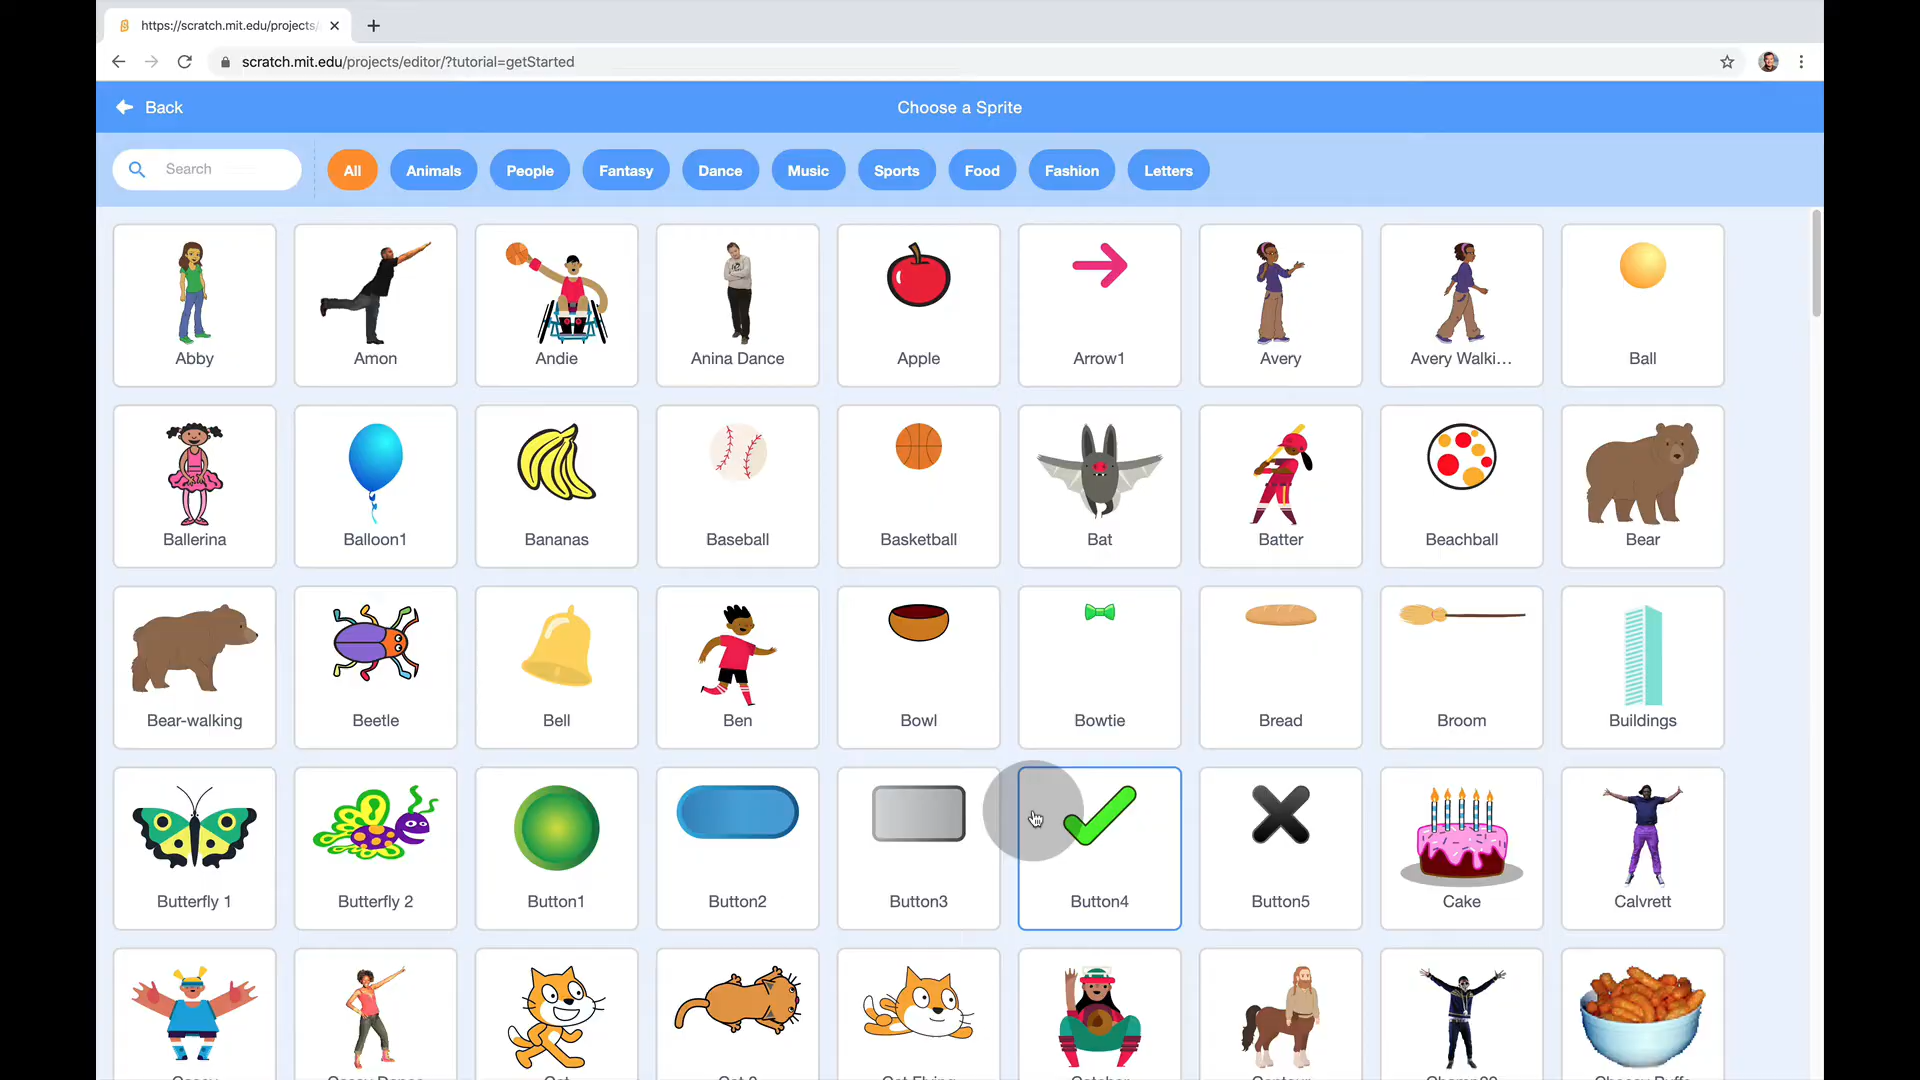 https://scratch.mit.edu/projects/
scratch.mit.edu/projects/editor/?tutorial=getStarted
Back
Choose a Sprite
Search
All
Animals
People
Fantasy
Dance
Music
Sports
Food
Fashion
Letters
Abby
Amon
Andie
Anina Dance
Apple
Arrow1
Avery
Avery Walki...
Ball
Ballerina
Balloon1
Bananas
Baseball
Basketball
Bat
Batter
Beachball
Bear
Bear-walking
Beetle
Bell
Ben
Bowl
Bowtie
Bread
Broom
Buildings
Butterfly 1
Butterfly 2
Button1
Button2
Button3
Button4
Button5
Cake
Calvrett